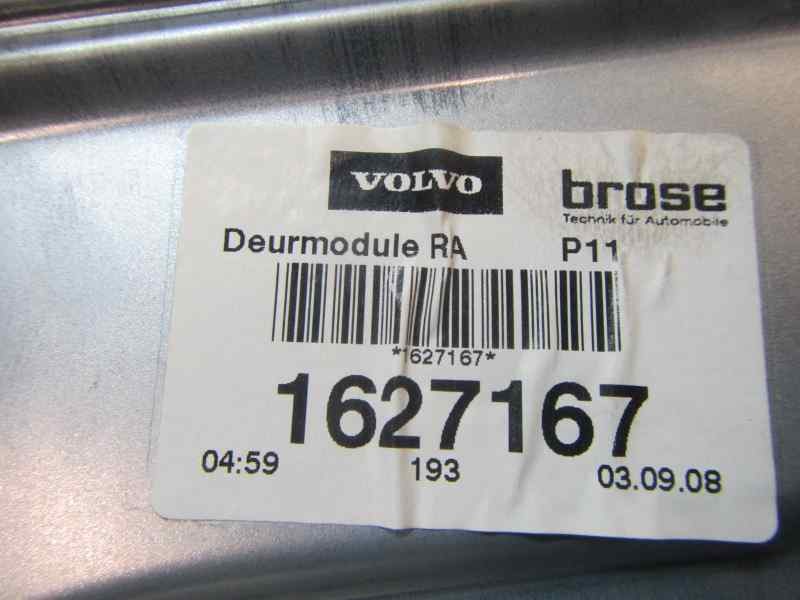 VOLVO brose
Technik für Automobile
Deurmodule RA P11
*1627167*
1627167
04:59 193 03.09.08